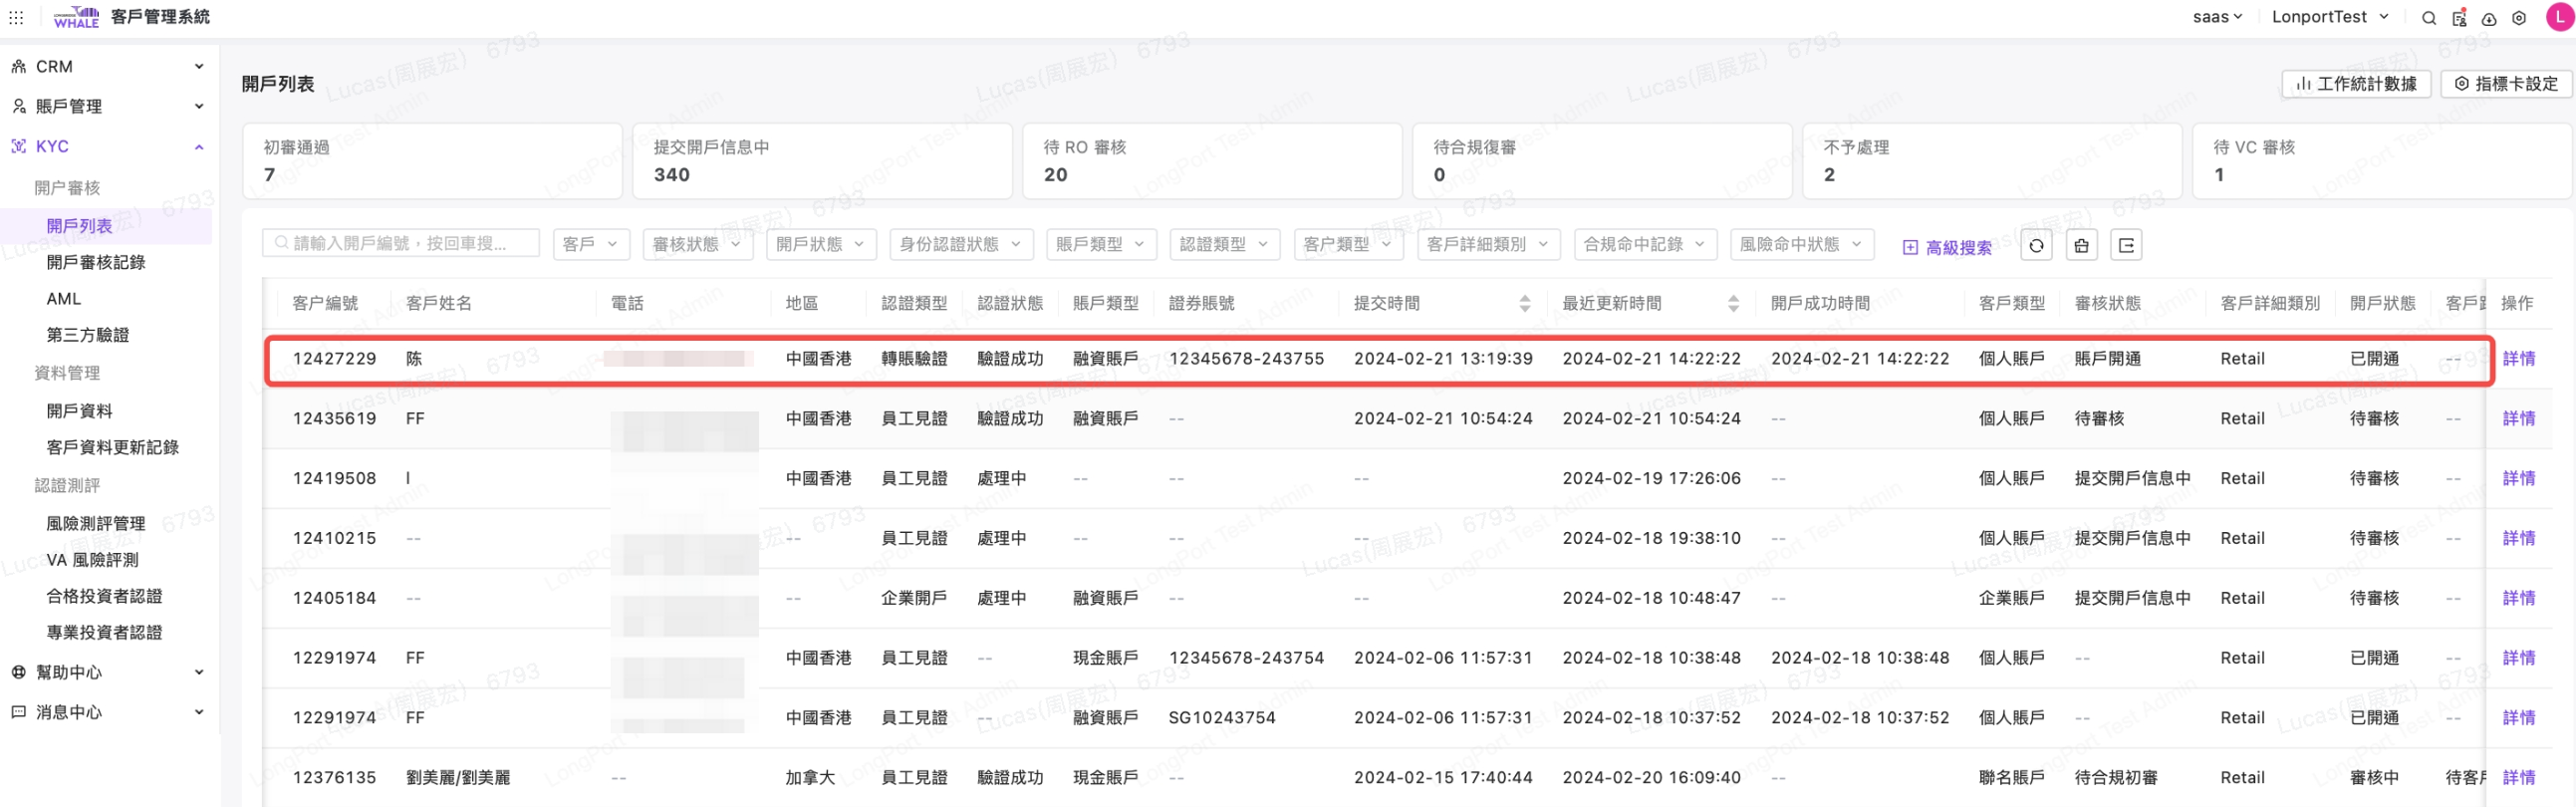 LONGBRIDGE WHALE 客戶管理系統 saas LonportTest L
CRM
賬戶管理
KYC
開户審核
開戶列表
開戶審核記錄
AML
第三方驗證
資料管理
開戶資料
客戶資料更新記錄
認證測評
風險測評管理
VA 風險評測
合格投資者認證
專業投資者認證
幫助中心
消息中心
開戶列表 工作統計數據 指標卡設定
初審通過 提交開戶信息中 待 RO 審核 待合規復審 不予處理 待 VC 審核
7 340 20 0 2 1
請輸入開戶編號，按回車搜... 客戶 審核狀態 開戶狀態 身份認證狀態 賬戶類型 認證類型 客户類型 客戶詳細類別 合規命中記錄 風險命中狀態 高級搜索
客户編號 客戶姓名 電話 地區 認證類型 認證狀態 賬戶類型 證券賬號 提交時間 最近更新時間 開戶成功時間 客戶類型 審核狀態 客戶詳細類別 開戶狀態 客戶 操作
12427229 陈 中國香港 轉賬驗證 驗證成功 融資賬戶 12345678-243755 2024-02-21 13:19:39 2024-02-21 14:22:22 2024-02-21 14:22:22 個人賬戶 賬戶開通 Retail 已開通 -- 詳情
12435619 FF 中國香港 員工見證 驗證成功 融資賬戶 -- 2024-02-21 10:54:24 2024-02-21 10:54:24 -- 個人賬戶 待審核 Retail 待審核 -- 詳情
12419508 l 中國香港 員工見證 處理中 -- -- -- 2024-02-19 17:26:06 -- 個人賬戶 提交開戶信息中 Retail 待審核 -- 詳情
12410215 -- -- 員工見證 處理中 -- -- -- 2024-02-18 19:38:10 -- 個人賬戶 提交開戶信息中 Retail 待審核 -- 詳情
12405184 -- -- 企業開戶 處理中 融資賬戶 -- -- 2024-02-18 10:48:47 -- 企業賬戶 提交開戶信息中 Retail 待審核 -- 詳情
12291974 FF 中國香港 員工見證 -- 現金賬戶 12345678-243754 2024-02-06 11:57:31 2024-02-18 10:38:48 2024-02-18 10:38:48 個人賬戶 -- Retail 已開通 -- 詳情
12291974 FF 中國香港 員工見證 -- 融資賬戶 SG10243754 2024-02-06 11:57:31 2024-02-18 10:37:52 2024-02-18 10:37:52 個人賬戶 -- Retail 已開通 -- 詳情
12376135 劉美麗/劉美麗 -- 加拿大 員工見證 驗證成功 現金賬戶 -- 2024-02-15 17:40:44 2024-02-20 16:09:40 -- 聯名賬戶 待合規初審 Retail 審核中 待客戶 詳情
Lucas(周展宏) 6793
LongPort Test Admin